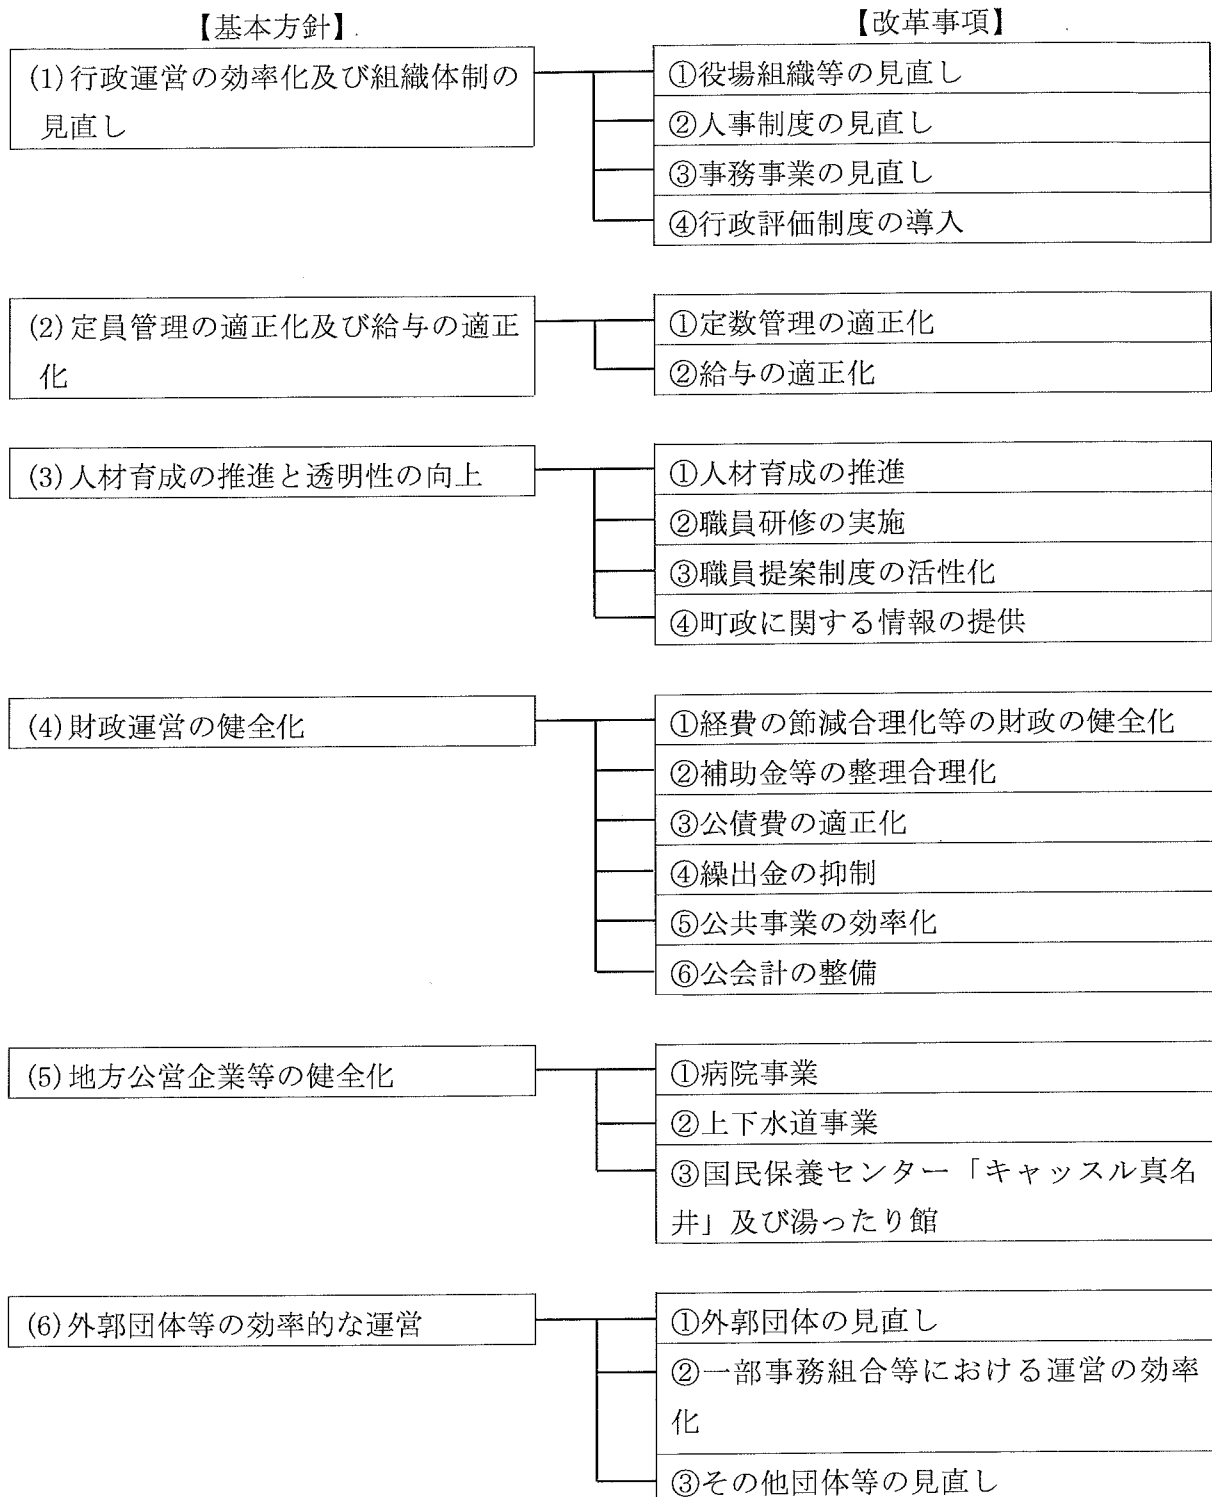 【基本方針】
【改革事項】
(1)行政運営の効率化及び組織体制の
見直し
①役場組織等の見直し
②人事制度の見直し
③事務事業の見直し
④行政評価制度の導入
(2)定員管理の適正化及び給与の適正
化
①定数管理の適正化
②給与の適正化
(3)人材育成の推進と透明性の向上
①人材育成の推進
②職員研修の実施
③職員提案制度の活性化
④町政に関する情報の提供
(4)財政運営の健全化
①経費の節減合理化等の財政の健全化
②補助金等の整理合理化
③公債費の適正化
④繰出金の抑制
⑤公共事業の効率化
⑥公会計の整備
(5)地方公営企業等の健全化
①病院事業
②上下水道事業
③国民保養センター「キャッスル真名
井」及び湯ったり館
(6)外郭団体等の効率的な運営
①外郭団体の見直し
②一部事務組合等における運営の効率
化
③その他団体等の見直し